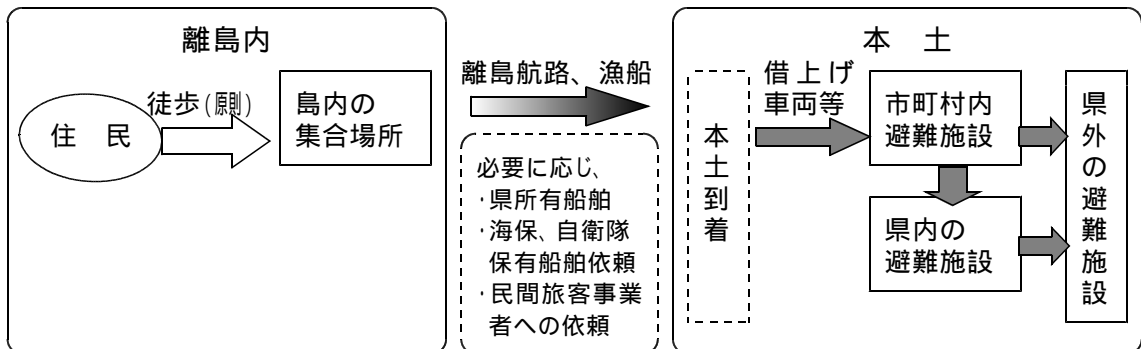 離島内
住　民
徒歩(原則)
島内の
集合場所
離島航路、漁船
必要に応じ、
・県所有船舶
・海保、自衛隊
保有船舶依頼
・民間旅客事業
者への依頼
本　土
本土到着
借上げ
車両等
市町村内
避難施設
県内の
避難施設
県外の避難施設